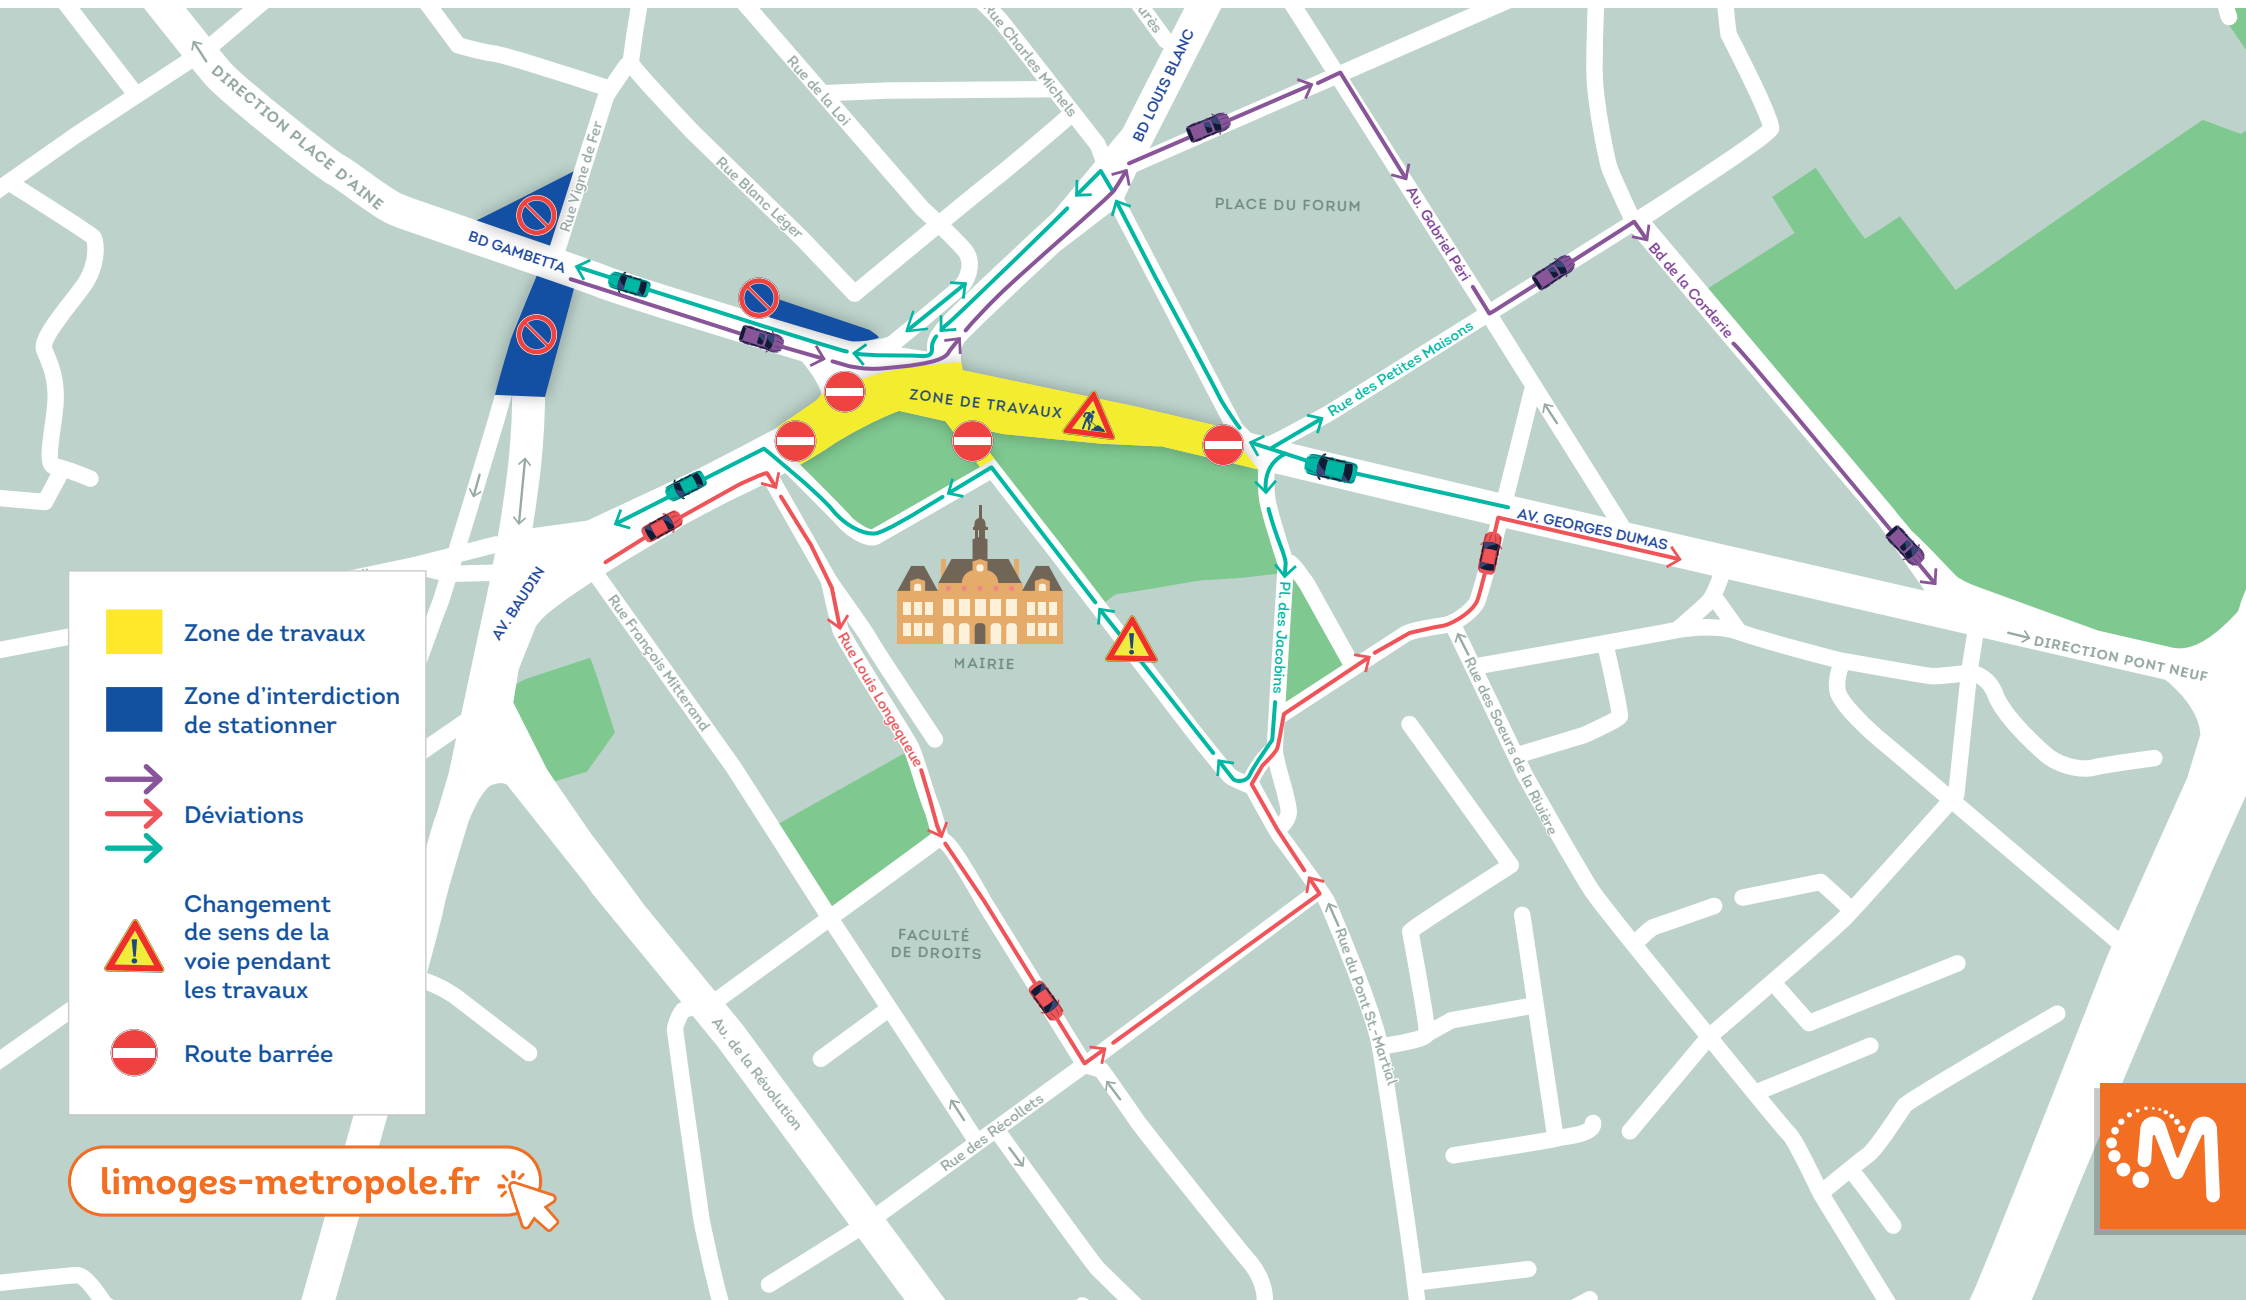 urès
Rue Charles Michels
BD LOUIS BLANC
DIRECTION PLACE D'AINE
Rue de la Loi
Rue Vigne de Fer
Rue Blanc Léger
PLACE DU FORUM
Av. Gabriel Péri
BD GAMBETTA
Bd de la Corderie
Rue des Petites Maisons
ZONE DE TRAVAUX
AV. GEORGES DUMAS
AV. BAUDIN
Rue François Mitterand
Rue Louis Longequeue
MAIRIE
Pl. des Jacobins
DIRECTION PONT NEUF
Rue des Soeurs de la Rivière
FACULTÉ
DE DROITS
Rue du Pont St.-Martial
Av. de la Révolution
Rue des Récollets
Zone de travaux
Zone d'interdiction
de stationner
Déviations
!
Changement
de sens de la
voie pendant
les travaux
Route barrée
limoges-metropole.fr
M